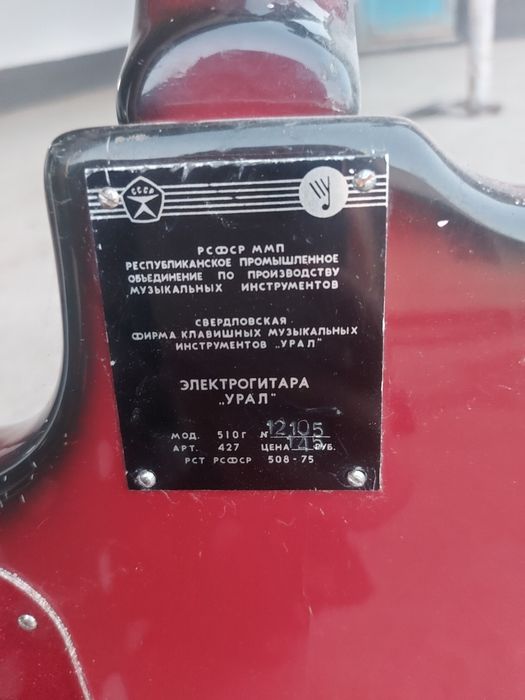 СССР
РСФСР ММП
РЕСПУБЛИКАНСКОЕ ПРОМЫШЛЕННОЕ
ОБЪЕДИНЕНИЕ ПО ПРОИЗВОДСТВУ
МУЗЫКАЛЬНЫХ ИНСТРУМЕНТОВ
СВЕРДЛОВСКАЯ
ФИРМА КЛАВИШНЫХ МУЗЫКАЛЬНЫХ
ИНСТРУМЕНТОВ „УРАЛ"
ЭЛЕКТРОГИТАРА
„УРАЛ"
МОД. 510Г N 12105
АРТ. 427 ЦЕНА 145 РУБ.
РСТ РСФСР 508-75